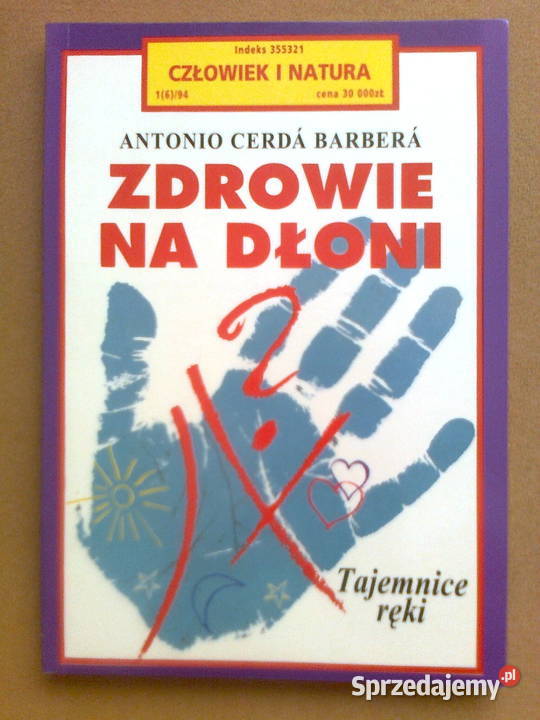 Indeks 355321
CZŁOWIEK I NATURA
1(6)/94 cena 30 000zł
ANTONIO CERDÁ BARBERÁ
ZDROWIE
NA DŁONI
Tajemnice
ręki
Sprzedajemy.pl